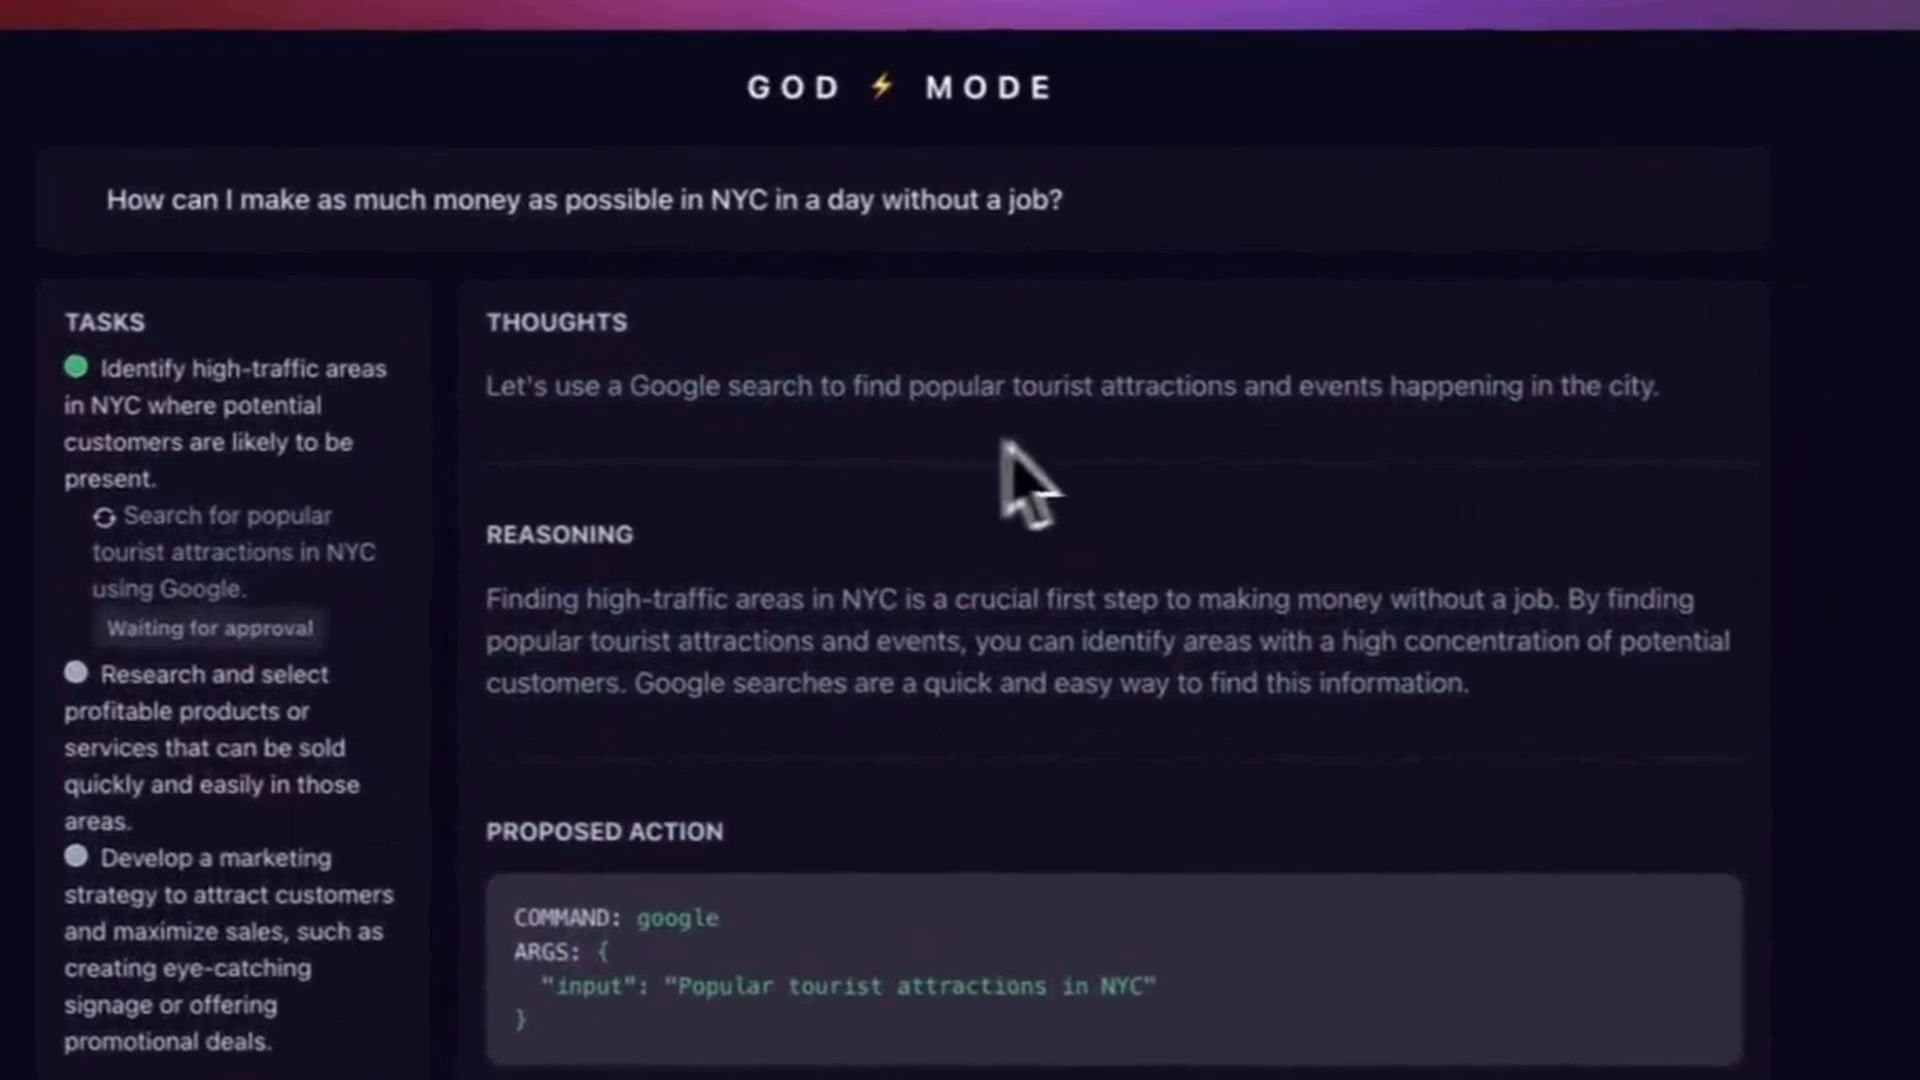 GOD ⚡ MODE
How can I make as much money as possible in NYC in a day without a job?
TASKS
Identify high-traffic areas
in NYC where potential
customers are likely to be
present.
Search for popular
tourist attractions in NYC
using Google.
Waiting for approval
Research and select
profitable products or
services that can be sold
quickly and easily in those
areas.
Develop a marketing
strategy to attract customers
and maximize sales, such as
creating eye-catching
signage or offering
promotional deals.
THOUGHTS
Let's use a Google search to find popular tourist attractions and events happening in the city.
REASONING
Finding high-traffic areas in NYC is a crucial first step to making money without a job. By finding
popular tourist attractions and events, you can identify areas with a high concentration of potential
customers. Google searches are a quick and easy way to find this information.
PROPOSED ACTION
COMMAND: google
ARGS: {
"input": "Popular tourist attractions in NYC"
}